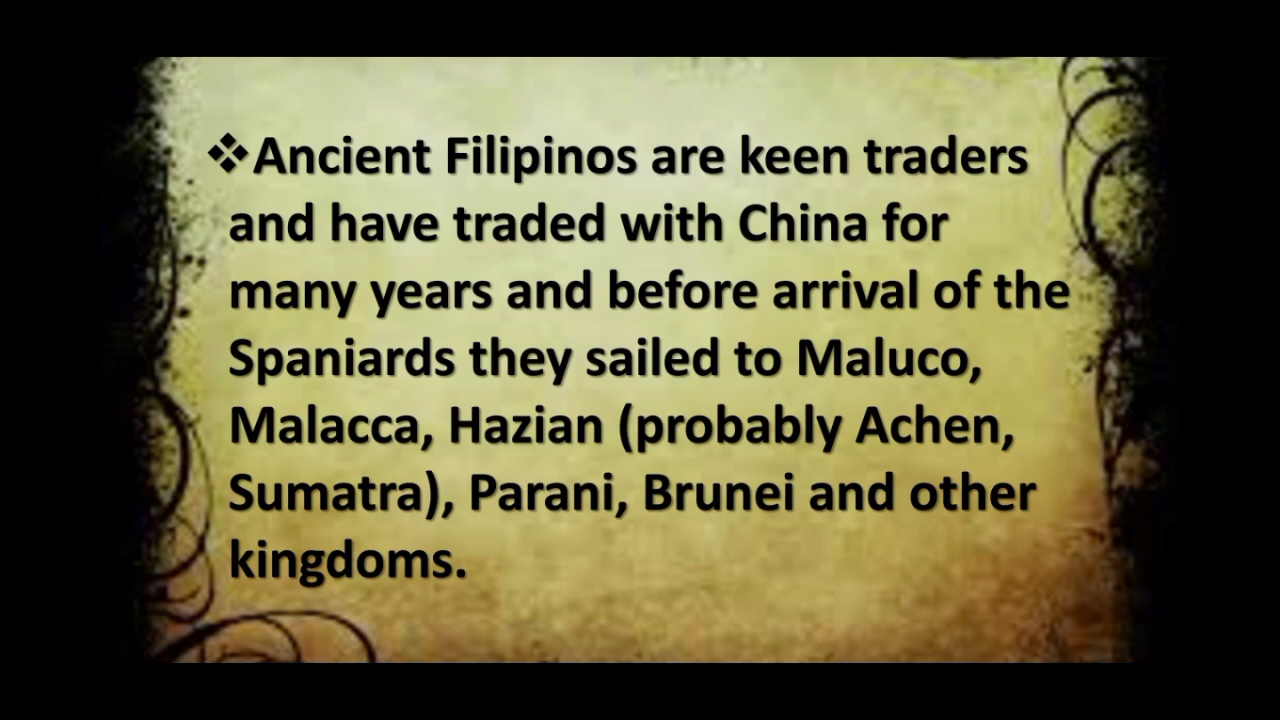 ❖Ancient Filipinos are keen traders
and have traded with China for
many years and before arrival of the
Spaniards they sailed to Maluco,
Malacca, Hazian (probably Achen,
Sumatra), Parani, Brunei and other
kingdoms.